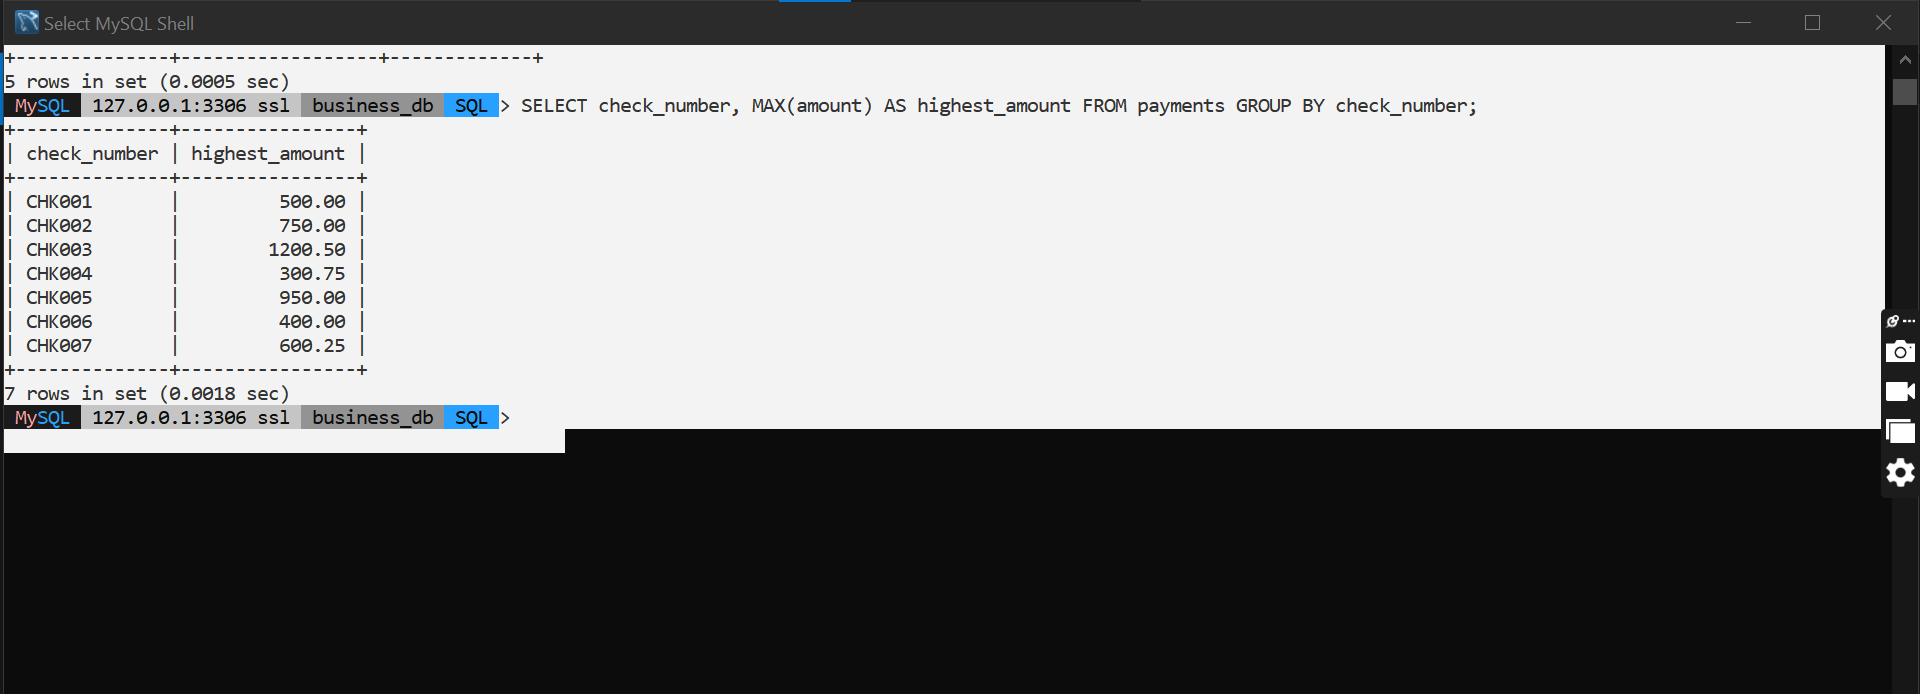 Select MySQL Shell
+--------------+------------------+-------------+
5 rows in set (0.0005 sec)
MySQL 127.0.0.1:3306 ssl business_db SQL > SELECT check_number, MAX(amount) AS highest_amount FROM payments GROUP BY check_number;
+--------------+----------------+
| check_number | highest_amount |
+--------------+----------------+
| CHK001       |         500.00 |
| CHK002       |         750.00 |
| CHK003       |        1200.50 |
| CHK004       |         300.75 |
| CHK005       |         950.00 |
| CHK006       |         400.00 |
| CHK007       |         600.25 |
+--------------+----------------+
7 rows in set (0.0018 sec)
MySQL 127.0.0.1:3306 ssl business_db SQL >